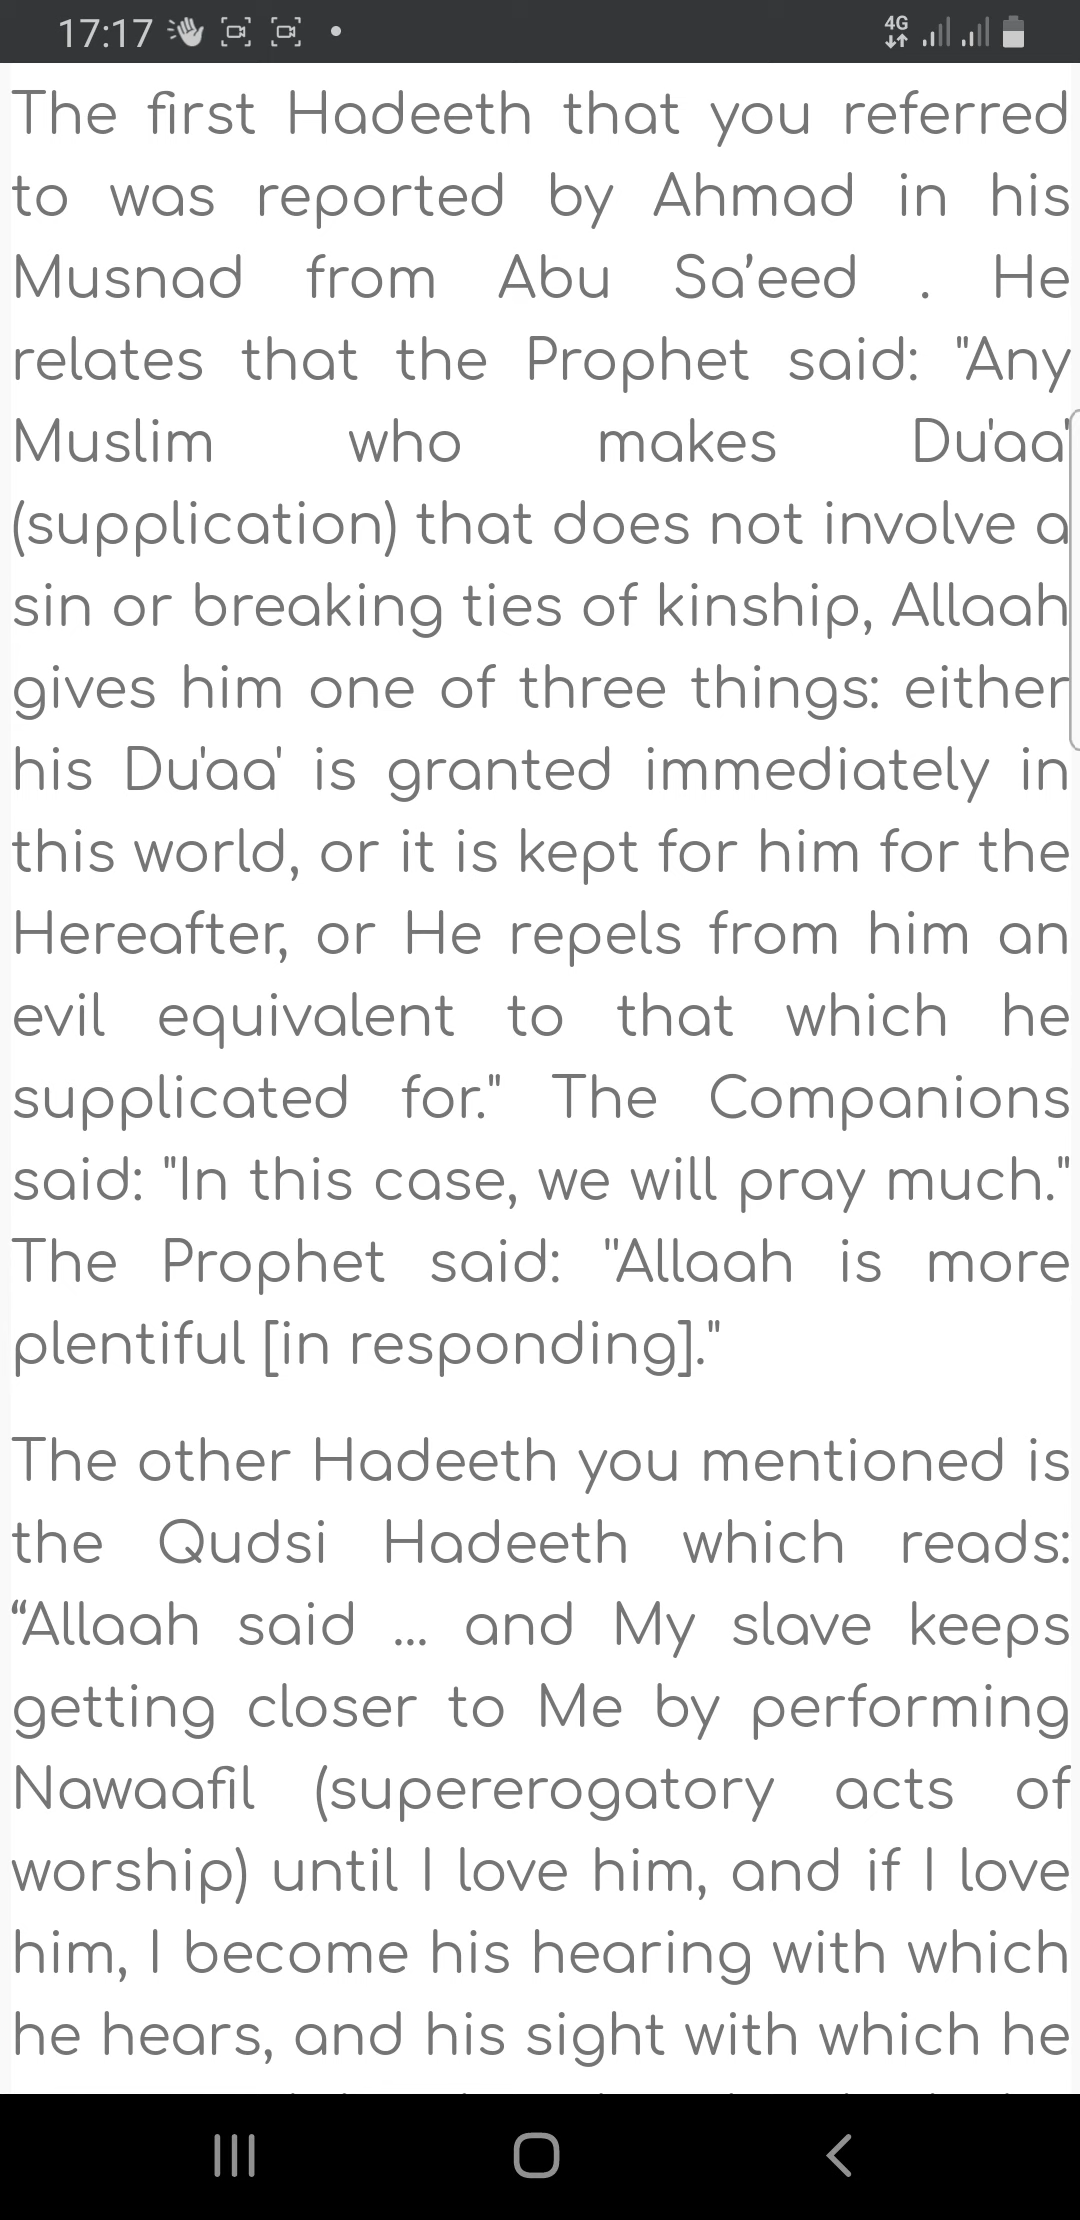 17:17
4G
The first Hadeeth that you referred
to was reported by Ahmad in his
Musnad from Abu Sa’eed . He
relates that the Prophet said: "Any
Muslim who makes Du'aa'
(supplication) that does not involve a
sin or breaking ties of kinship, Allaah
gives him one of three things: either
his Du'aa' is granted immediately in
this world, or it is kept for him for the
Hereafter, or He repels from him an
evil equivalent to that which he
supplicated for." The Companions
said: "In this case, we will pray much."
The Prophet said: "Allaah is more
plentiful [in responding]."
The other Hadeeth you mentioned is
the Qudsi Hadeeth which reads:
“Allaah said ... and My slave keeps
getting closer to Me by performing
Nawaafil (supererogatory acts of
worship) until I love him, and if I love
him, I become his hearing with which
he hears, and his sight with which he